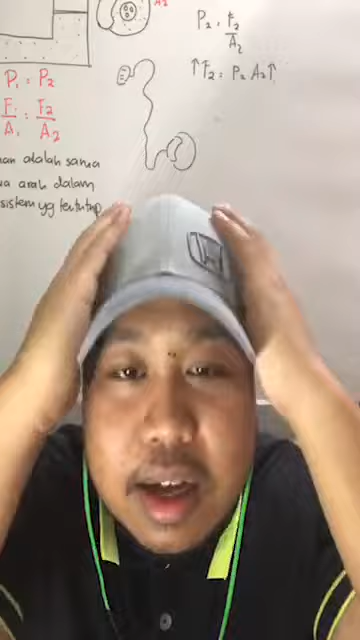 A2
P₂ = F₂
A₂
↑F₂ = P₂ A₂↑
P₁ = P₂
F₁ = F₂
A₁ A₂
adalah sama
arah dalam
sistem yg tertutup